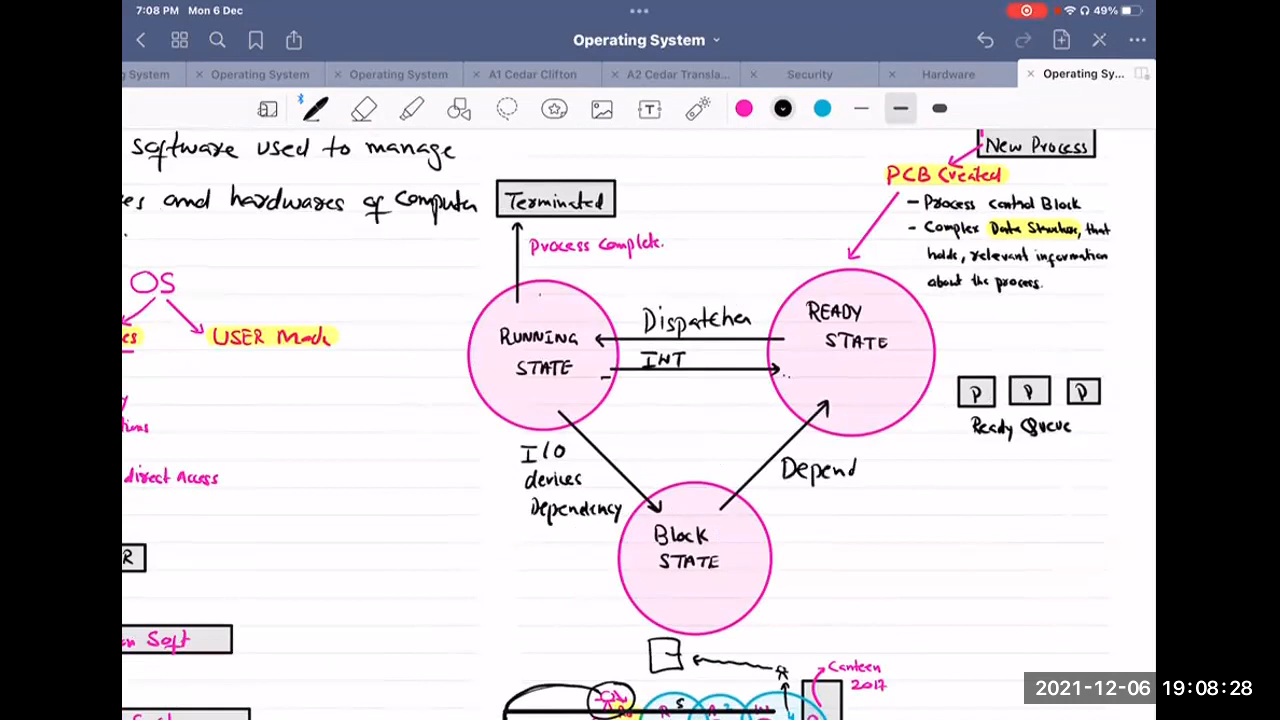 7:08 PM Mon 6 Dec
49%
Operating System
g System
Operating System
Operating System
A1 Cedar Clifton
A2 Cedar Transla...
Security
Hardware
Operating Sy...
software used to manage
es and hardwares of computer
OS
USER Mode
direct Access
R
Soft
New Process
PCB Created
- Process control Block
- Complex Data Structure, that
holds, relevant information
about the process.
Terminated
Process Complete.
RUNNING
STATE
Dispatcher
INT
READY
STATE
P P P
Ready Queue
I/O
devices
Dependency
Depend
Block
STATE
Canteen
2017
2021-12-06 19:08:28